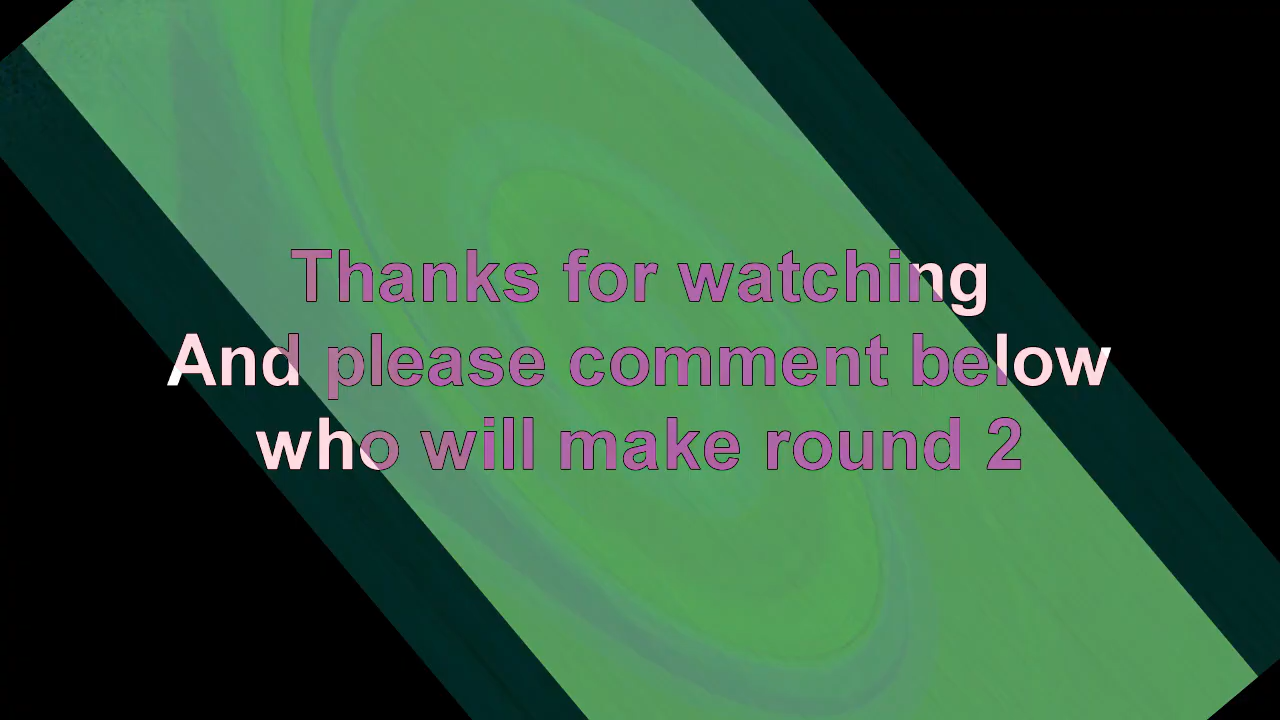 Thanks for watching
And please comment below
who will make round 2